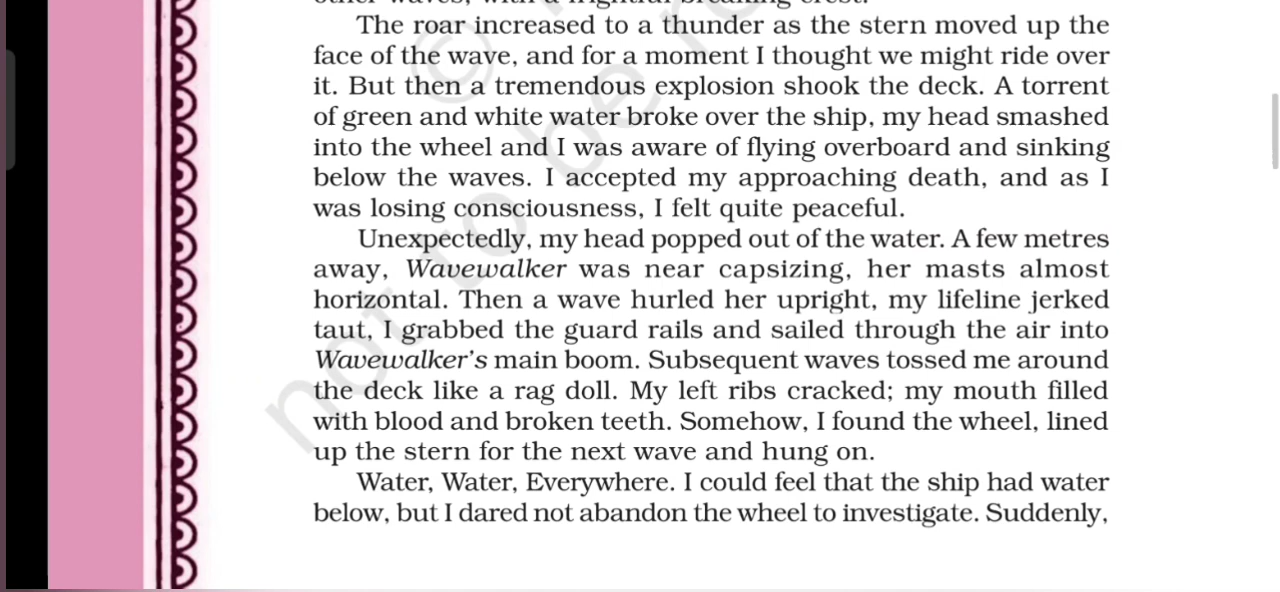 The roar increased to a thunder as the stern moved up the
face of the wave, and for a moment I thought we might ride over
it. But then a tremendous explosion shook the deck. A torrent
of green and white water broke over the ship, my head smashed
into the wheel and I was aware of flying overboard and sinking
below the waves. I accepted my approaching death, and as I
was losing consciousness, I felt quite peaceful.
Unexpectedly, my head popped out of the water. A few metres
away, Wavewalker was near capsizing, her masts almost
horizontal. Then a wave hurled her upright, my lifeline jerked
taut, I grabbed the guard rails and sailed through the air into
Wavewalker's main boom. Subsequent waves tossed me around
the deck like a rag doll. My left ribs cracked; my mouth filled
with blood and broken teeth. Somehow, I found the wheel, lined
up the stern for the next wave and hung on.
Water, Water, Everywhere. I could feel that the ship had water
below, but I dared not abandon the wheel to investigate. Suddenly,
not to be re